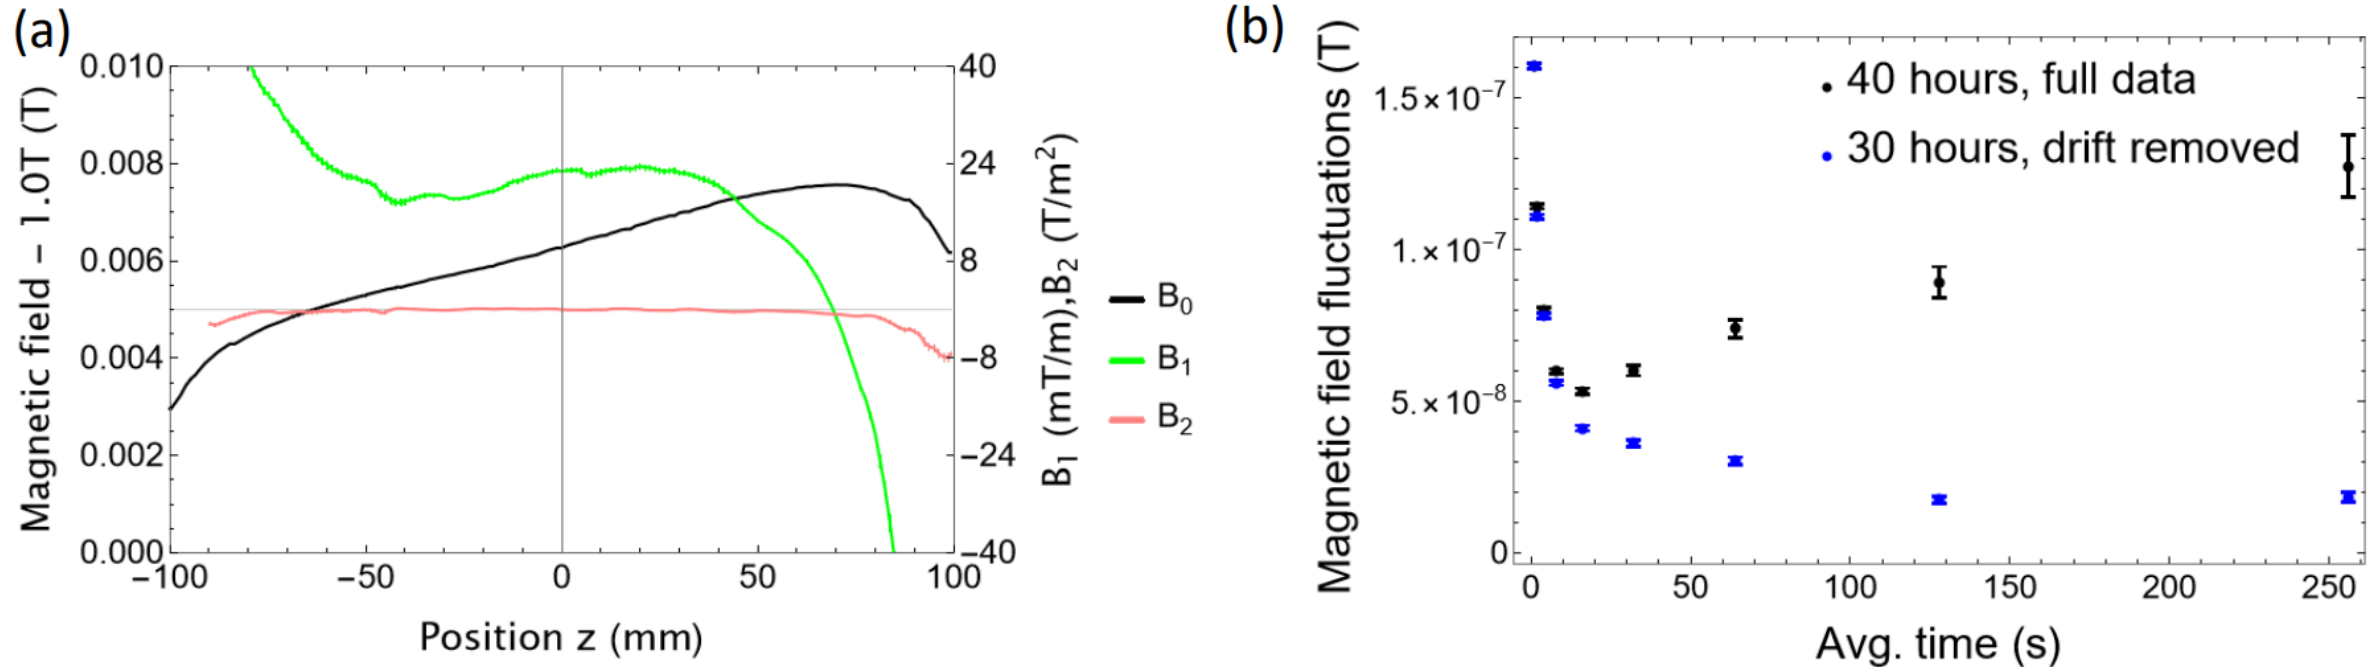 (a)
Magnetic field – 1.0T (T)
0.010
0.008
0.006
0.004
0.002
0.000
−100
−50
0
50
100
Position z (mm)
40
24
8
−8
−24
−40
B₁ (mT/m),B₂ (T/m²)
B₀
B₁
B₂
(b)
Magnetic field fluctuations (T)
1.5×10⁻⁷
1.×10⁻⁷
5.×10⁻⁸
0
0
50
100
150
200
250
Avg. time (s)
40 hours, full data
30 hours, drift removed